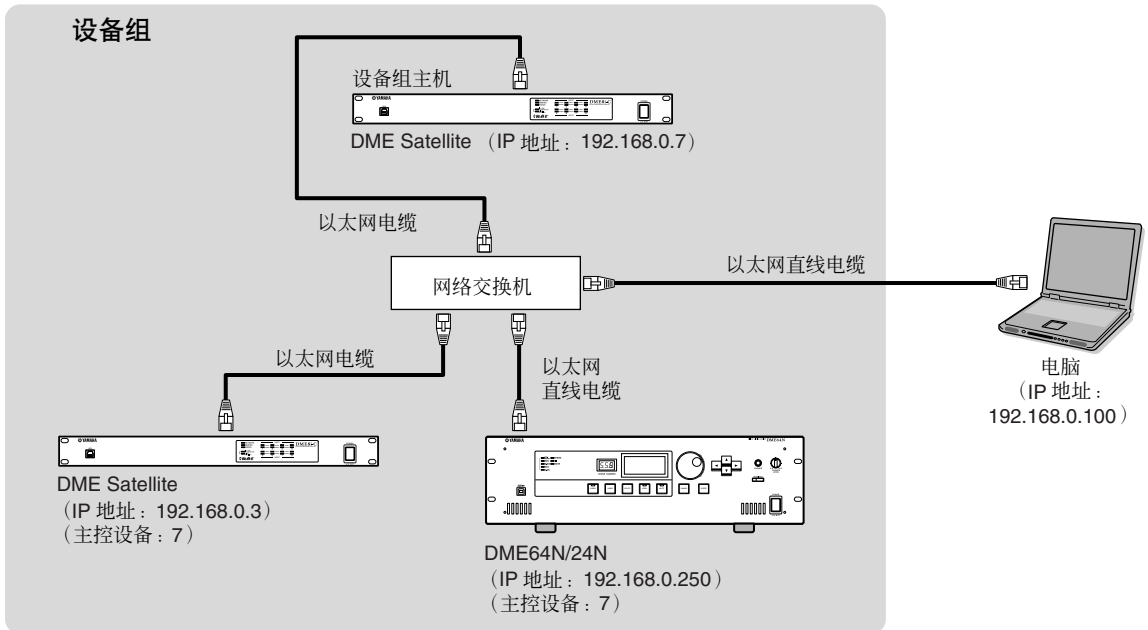 设备组
设备组主机
YAMAHA
DME Satellite （IP 地址：192.168.0.7）
以太网电缆
以太网直线电缆
网络交换机
以太网电缆
以太网
直线电缆
电脑
（IP 地址：
192.168.0.100）
YAMAHA
YAMAHA
DME64N
DME Satellite
（IP 地址：192.168.0.3）
（主控设备：7）
DME64N/24N
（IP 地址：192.168.0.250）
（主控设备：7）